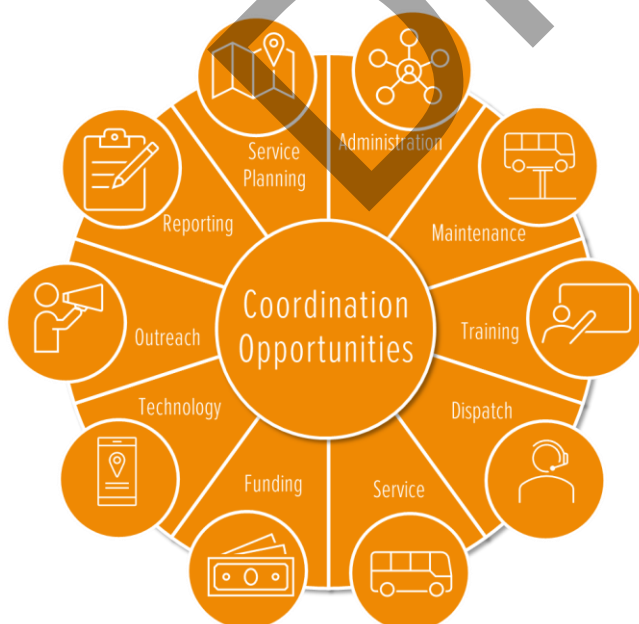 Service
Planning
Administration
Maintenance
Training
Dispatch
Service
Funding
Technology
Outreach
Reporting
Coordination
Opportunities